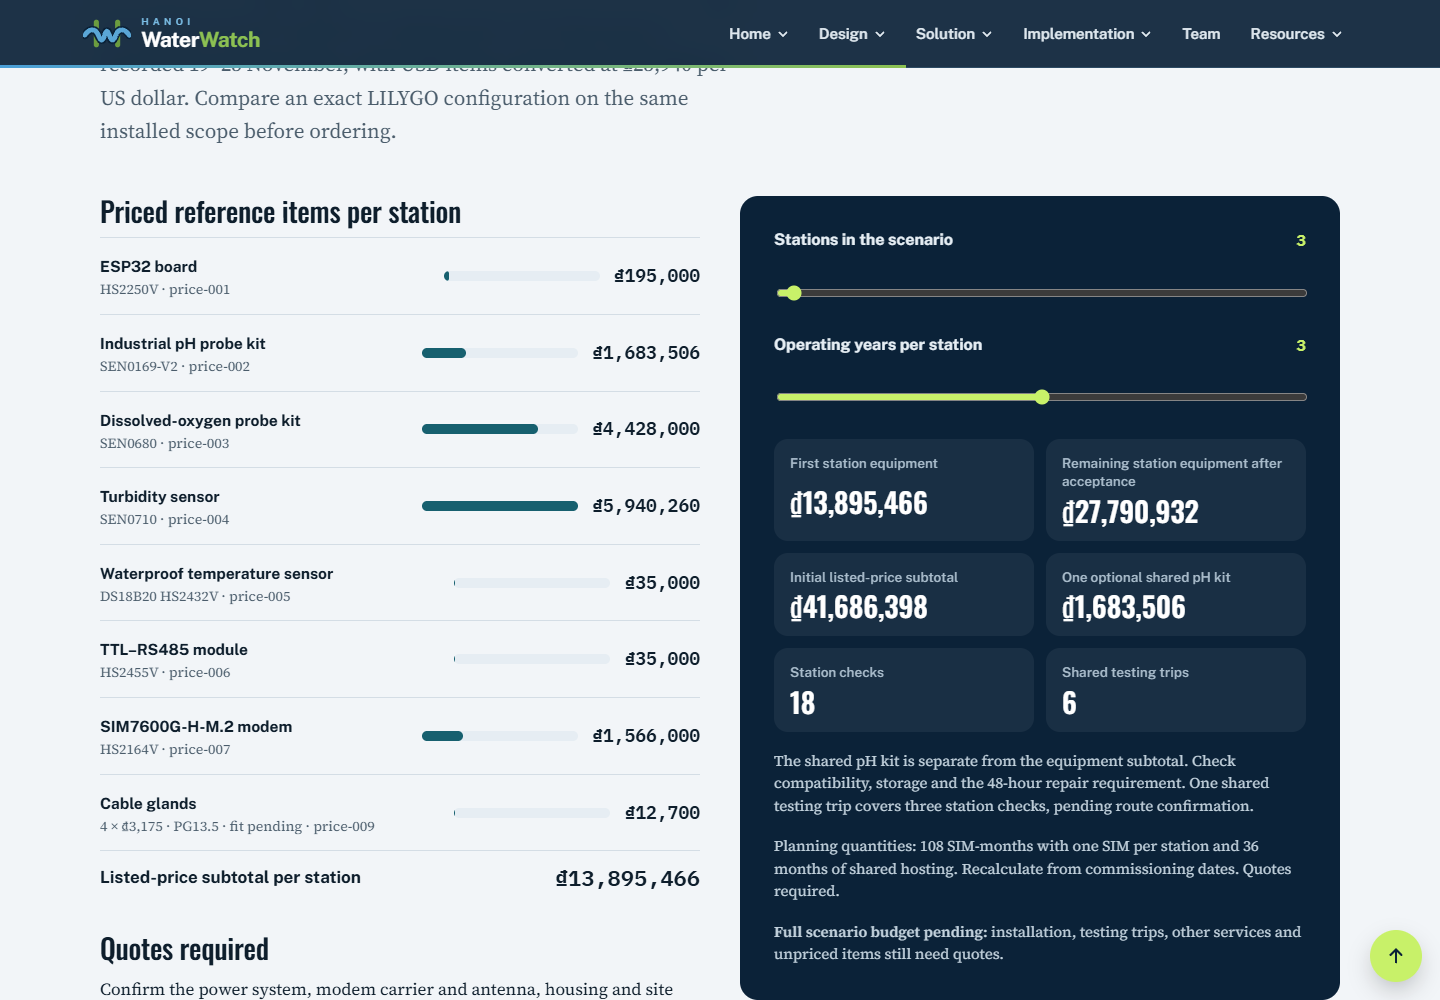 HANOI
WaterWatch
Home
Design
Solution
Implementation
Team
Resources
US dollar. Compare an exact LILYGO configuration on the same
installed scope before ordering.
Priced reference items per station
ESP32 board
HS2250V · price-001
₫195,000
Industrial pH probe kit
SEN0169-V2 · price-002
₫1,683,506
Dissolved-oxygen probe kit
SEN0680 · price-003
₫4,428,000
Turbidity sensor
SEN0710 · price-004
₫5,940,260
Waterproof temperature sensor
DS18B20 HS2432V · price-005
₫35,000
TTL–RS485 module
HS2455V · price-006
₫35,000
SIM7600G-H-M.2 modem
HS2164V · price-007
₫1,566,000
Cable glands
4 × ₫3,175 · PG13.5 · fit pending · price-009
₫12,700
Listed-price subtotal per station
₫13,895,466
Quotes required
Confirm the power system, modem carrier and antenna, housing and site
Stations in the scenario
3
Operating years per station
3
First station equipment
₫13,895,466
Remaining station equipment after
acceptance
₫27,790,932
Initial listed-price subtotal
₫41,686,398
One optional shared pH kit
₫1,683,506
Station checks
18
Shared testing trips
6
The shared pH kit is separate from the equipment subtotal. Check
compatibility, storage and the 48-hour repair requirement. One shared
testing trip covers three station checks, pending route confirmation.
Planning quantities: 108 SIM-months with one SIM per station and 36
months of shared hosting. Recalculate from commissioning dates. Quotes
required.
Full scenario budget pending: installation, testing trips, other services and
unpriced items still need quotes.